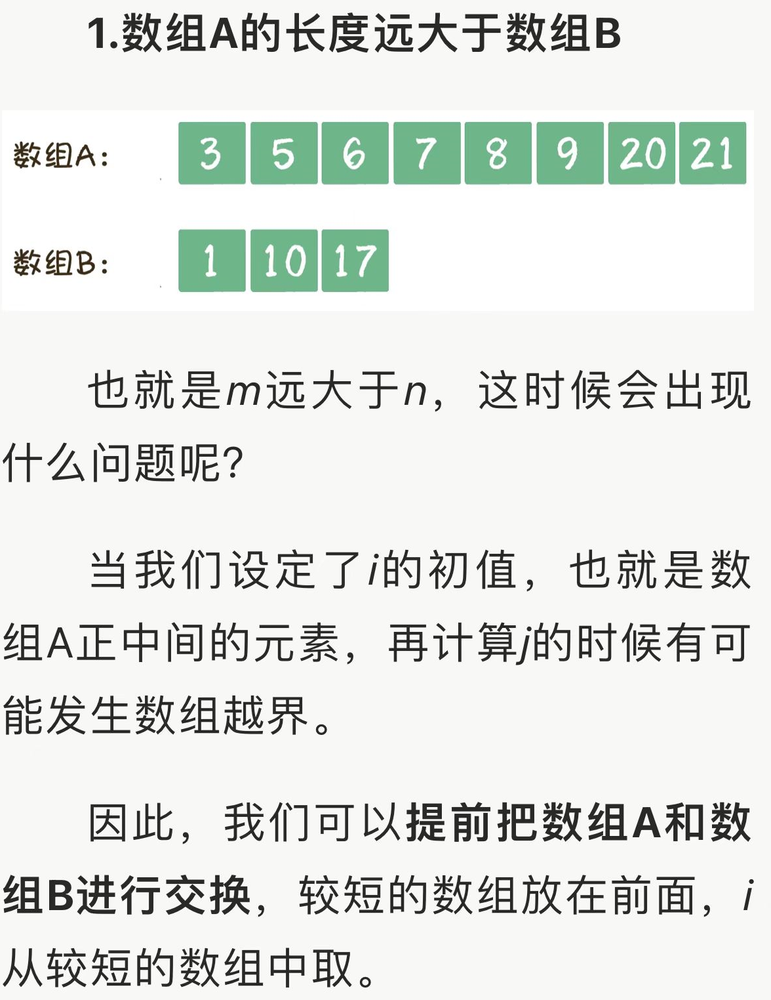 1.数组A的长度远大于数组B
数组A： 3 5 6 7 8 9 20 21
数组B： 1 10 17
也就是m远大于n，这时候会出现
什么问题呢？
当我们设定了i的初值，也就是数
组A正中间的元素，再计算j的时候有可
能发生数组越界。
因此，我们可以提前把数组A和数
组B进行交换，较短的数组放在前面，i
从较短的数组中取。